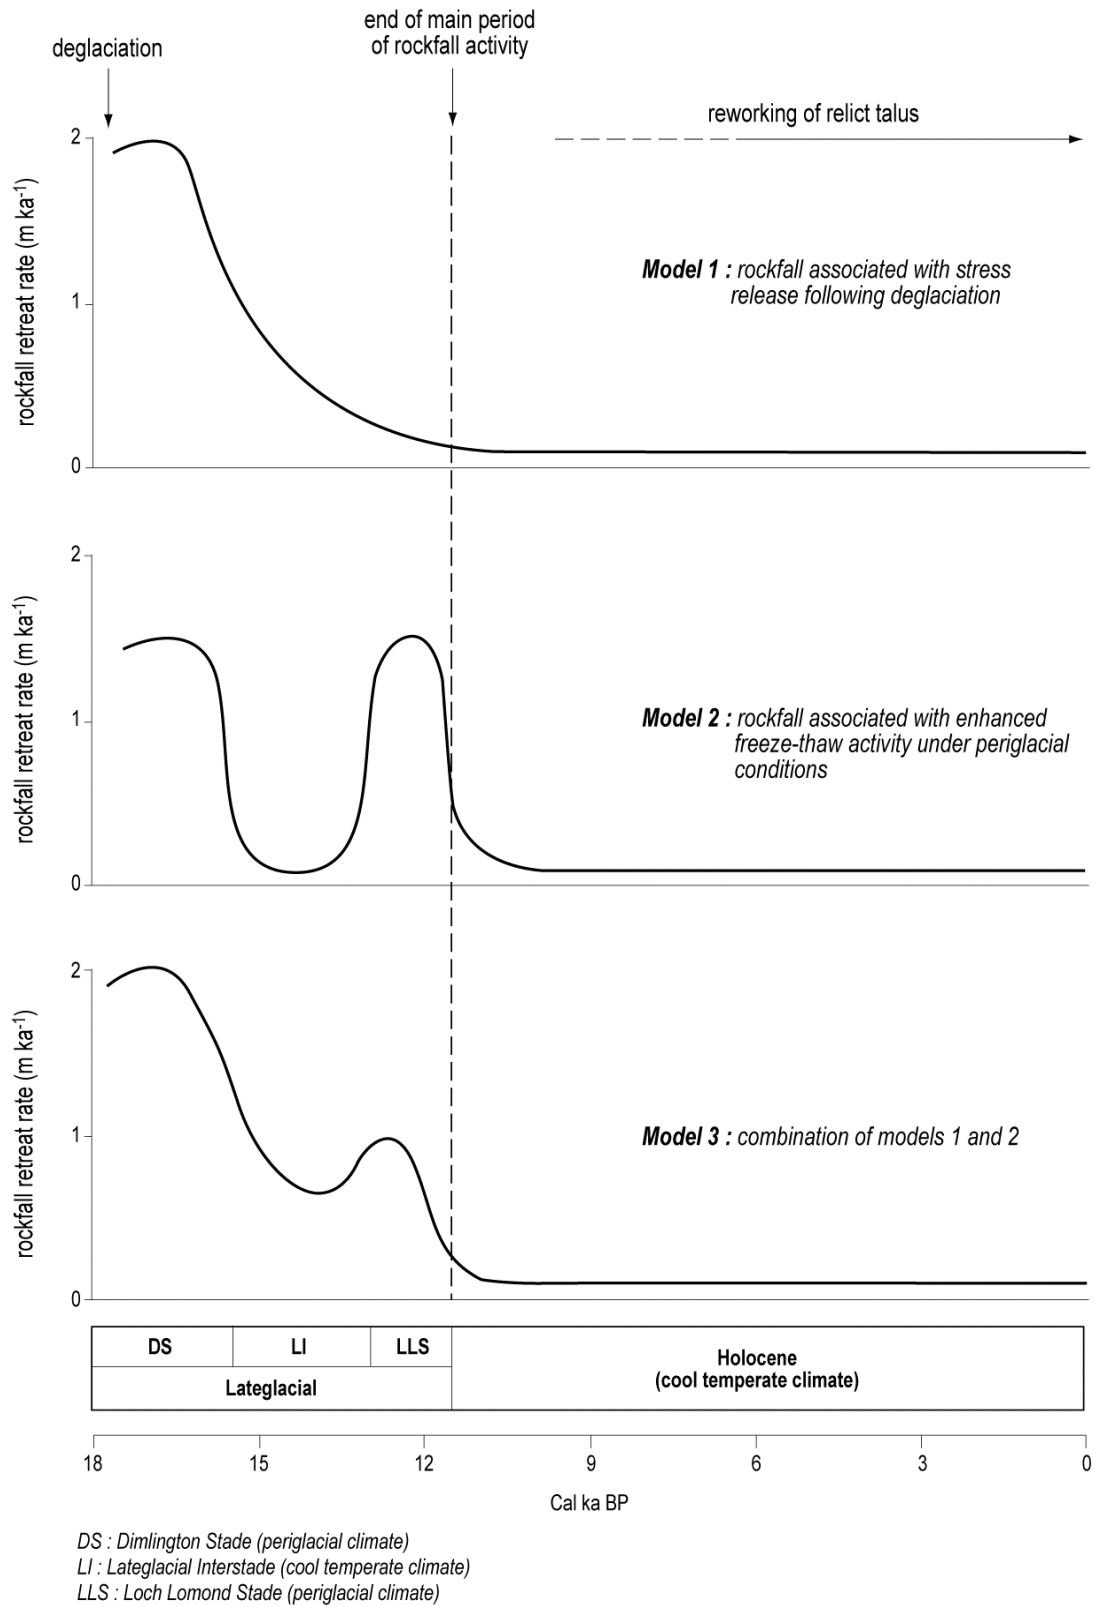 deglaciation
end of main period
of rockfall activity
reworking of relict talus
2
1
0
rockfall retreat rate (m ka-1)
Model 1 : rockfall associated with stress
release following deglaciation
2
1
0
rockfall retreat rate (m ka-1)
Model 2 : rockfall associated with enhanced
freeze-thaw activity under periglacial
conditions
2
1
0
rockfall retreat rate (m ka-1)
Model 3 : combination of models 1 and 2
DS LI LLS
Lateglacial
Holocene
(cool temperate climate)
18 15 12 9 6 3 0
Cal ka BP
DS : Dimlington Stade (periglacial climate)
LI : Lateglacial Interstade (cool temperate climate)
LLS : Loch Lomond Stade (periglacial climate)